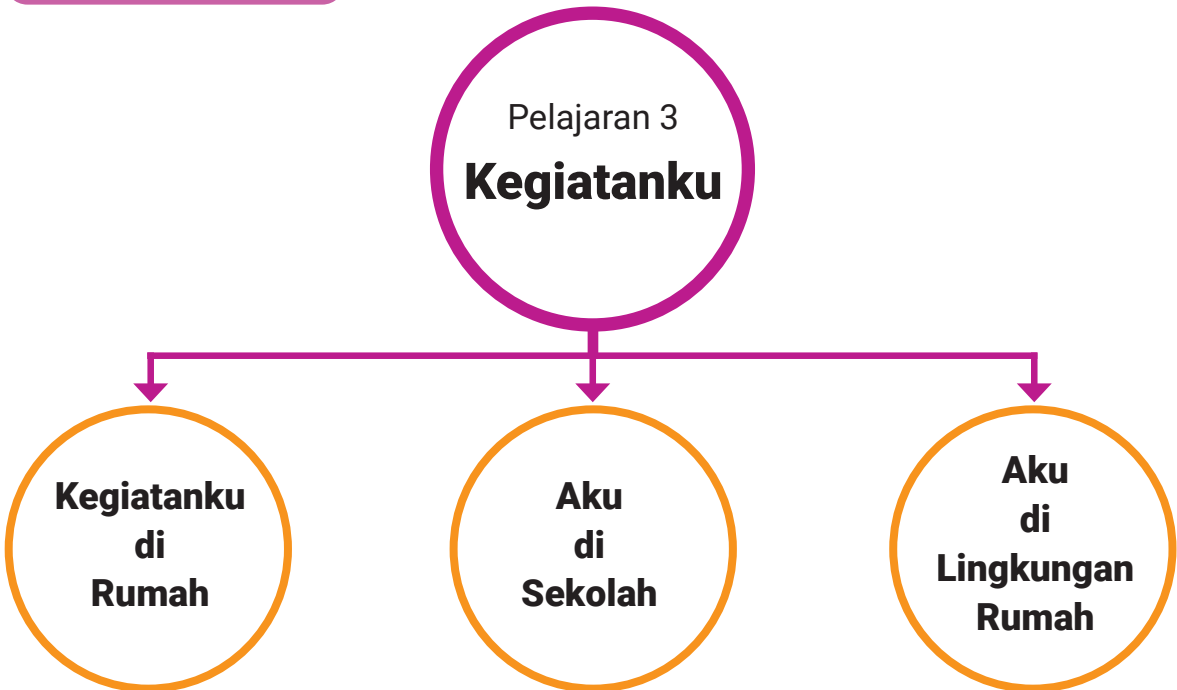 Pelajaran 3
Kegiatanku
Kegiatanku
di
Rumah
Aku
di
Sekolah
Aku
di
Lingkungan
Rumah